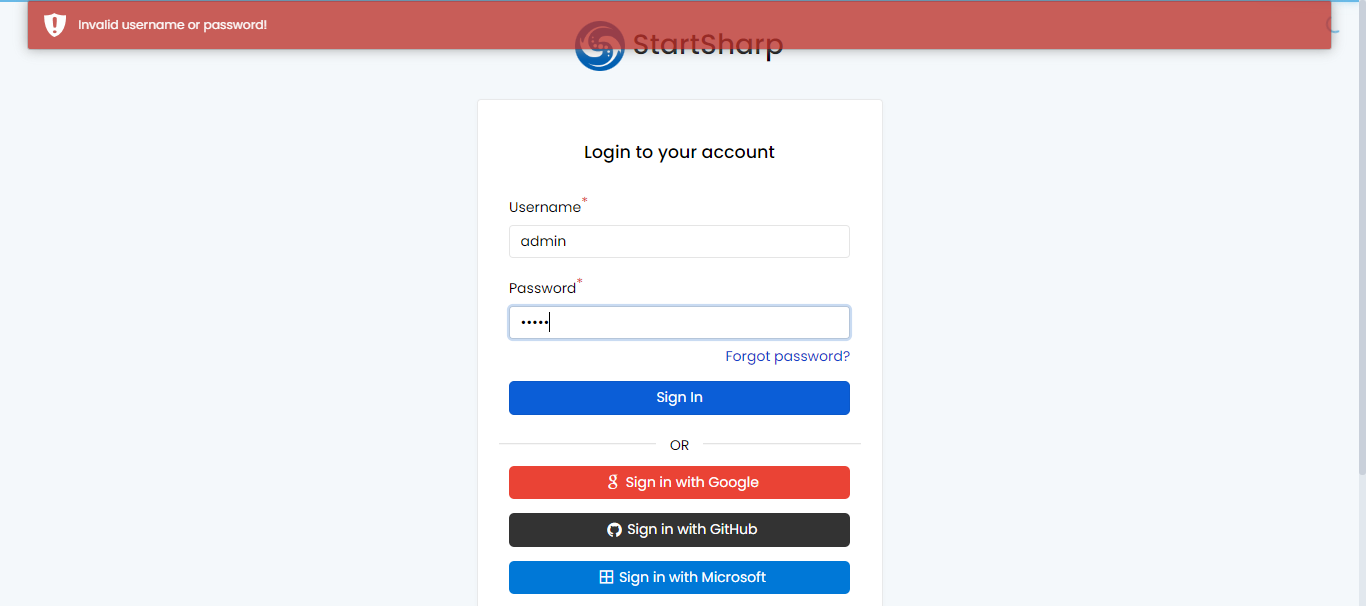 Invalid username or password!
StartSharp
Login to your account
Username*
admin
Password*
•••••
Forgot password?
Sign In
OR
Sign in with Google
Sign in with GitHub
Sign in with Microsoft